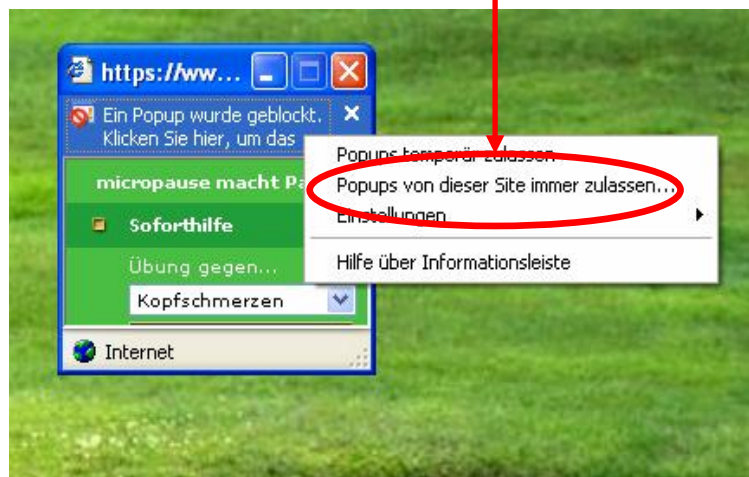 https://ww...
Ein Popup wurde geblockt.
Klicken Sie hier, um das
micropause macht Pa
Soforthilfe
Übung gegen...
Kopfschmerzen
Internet
Popups temporär zulassen
Popups von dieser Site immer zulassen...
Einstellungen
Hilfe über Informationsleiste